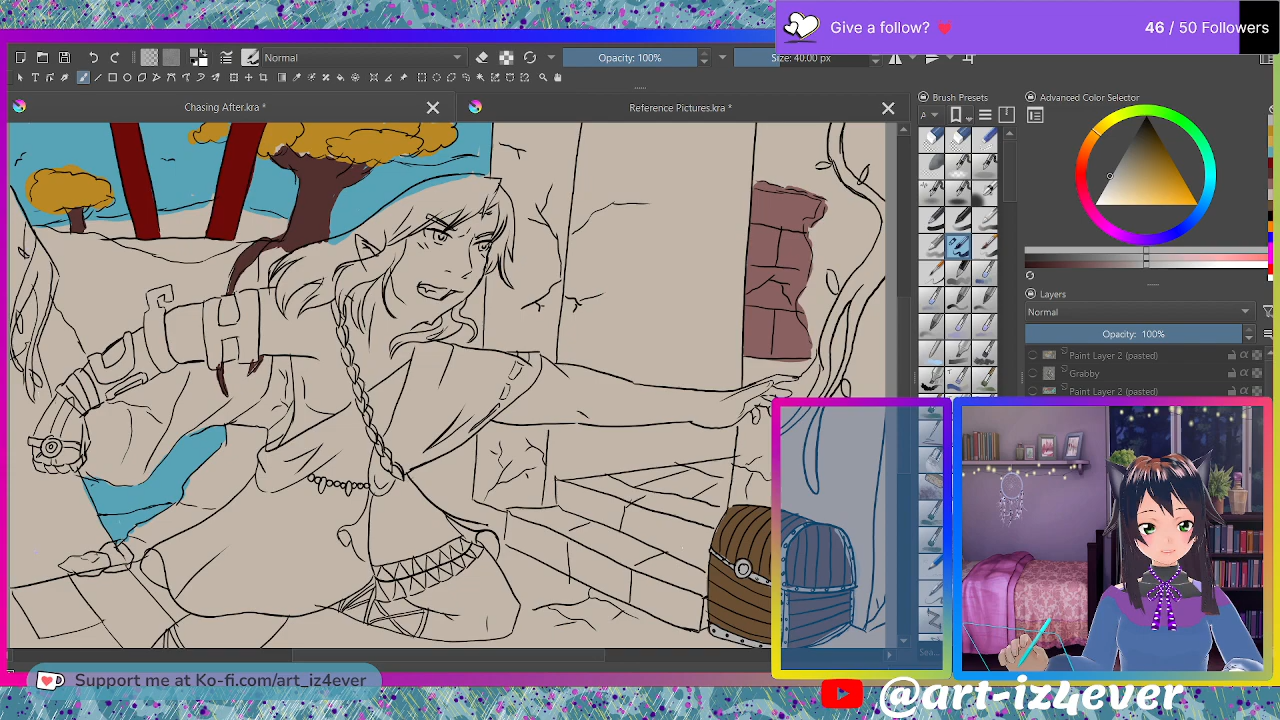 Give a follow?
46 / 50 Followers
Normal
Opacity: 100%
Size: 40.00 px
Chasing After.kra *
Reference Pictures.kra *
Brush Presets
Advanced Color Selector
A
Layers
Normal
Opacity: 100%
Paint Layer 2 (pasted)
Grabby
Paint Layer 2 (pasted)
Sea...
Support me at Ko-fi.com/art_iz4ever
@art-iz4ever